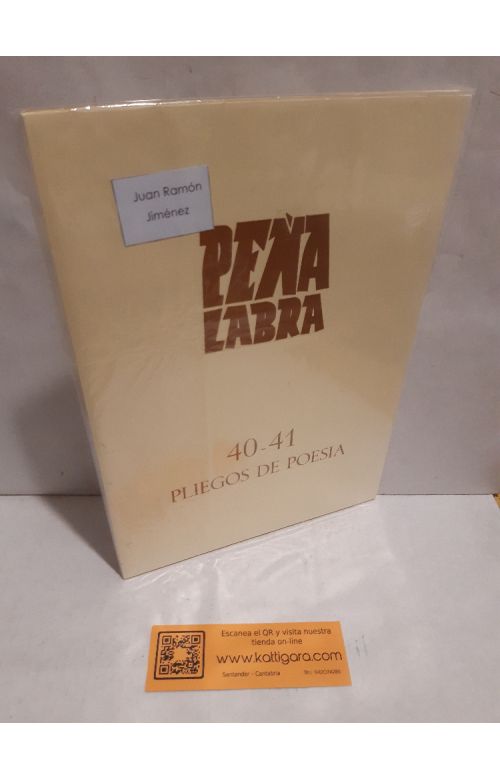 Juan Ramón
Jiménez
PEÑA
LABRA
40-41
PLIEGOS DE POESIA
Escanea el QR y visita nuestra
tienda on-line
www.kattigara.com
Santander - Cantabria